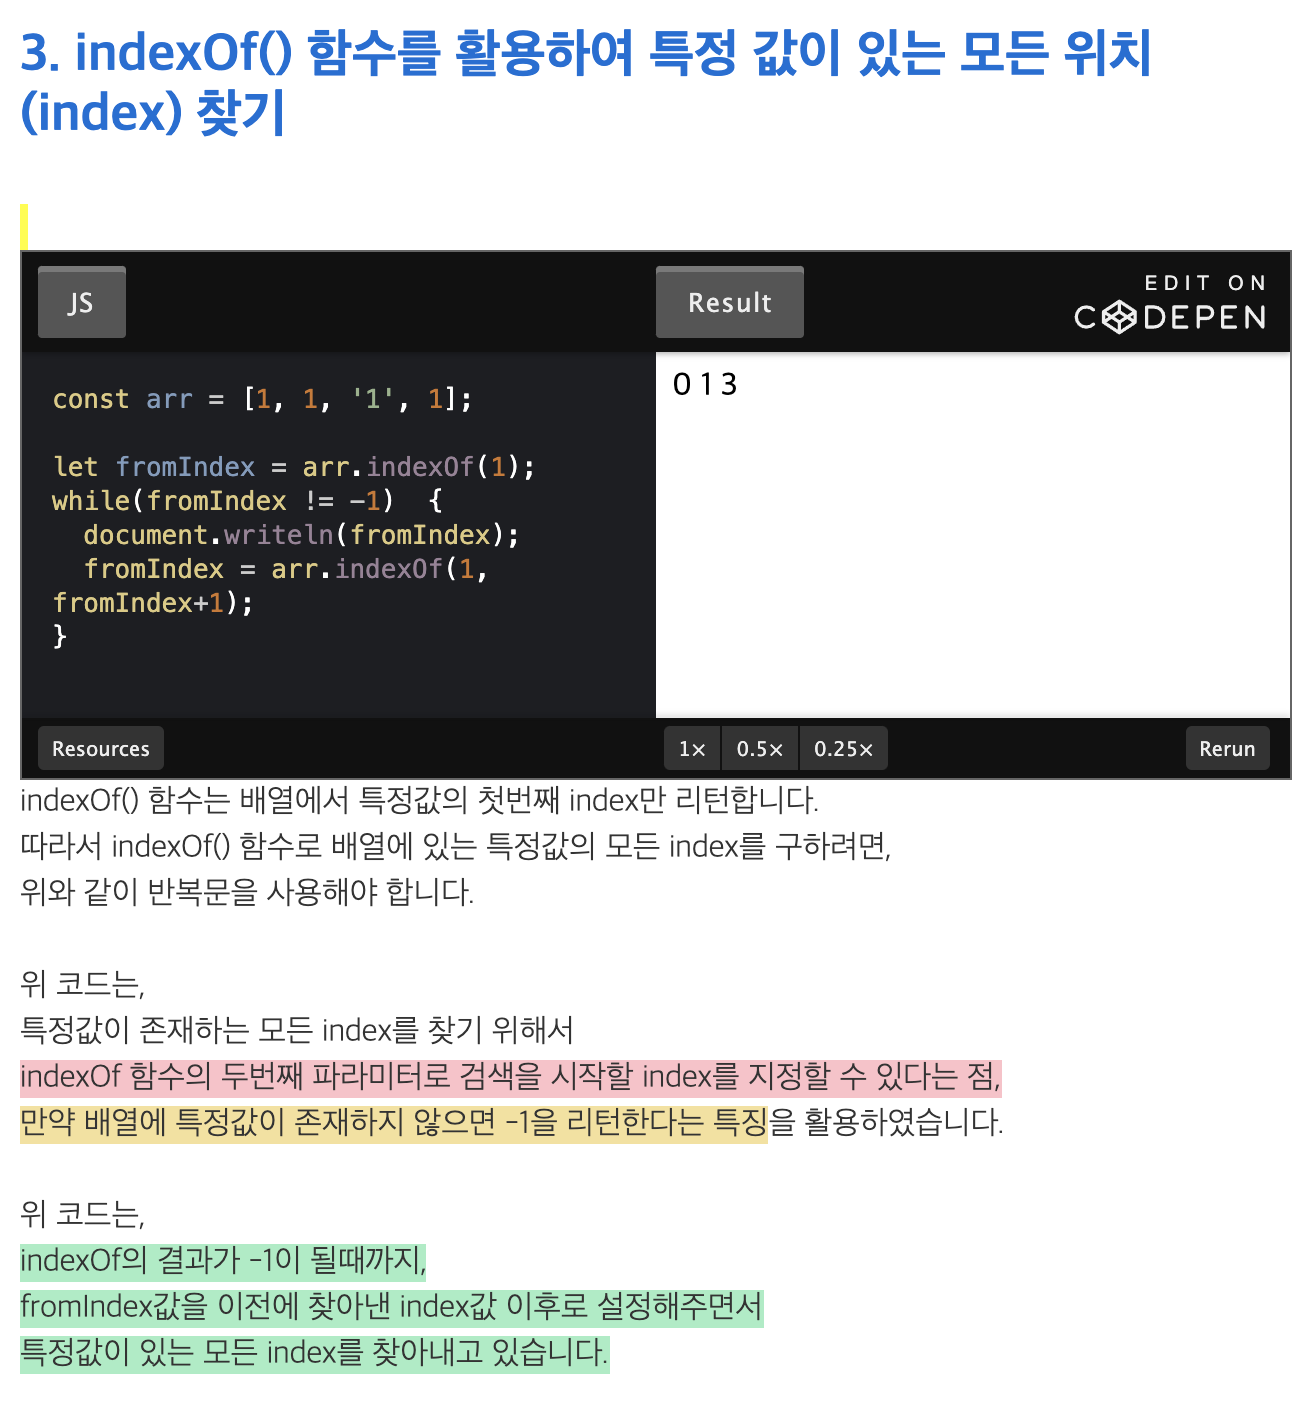 3. indexOf() 함수를 활용하여 특정 값이 있는 모든 위치
(index) 찾기
JS
Result
EDIT ON
CODEPEN
const arr = [1, 1, '1', 1];
let fromIndex = arr.indexOf(1);
while(fromIndex != -1)  {
  document.writeln(fromIndex);
  fromIndex = arr.indexOf(1,
fromIndex+1);
}
0 1 3
Resources
1×
0.5×
0.25×
Rerun
indexOf() 함수는 배열에서 특정값의 첫번째 index만 리턴합니다.
따라서 indexOf() 함수로 배열에 있는 특정값의 모든 index를 구하려면,
위와 같이 반복문을 사용해야 합니다.
위 코드는,
특정값이 존재하는 모든 index를 찾기 위해서
indexOf 함수의 두번째 파라미터로 검색을 시작할 index를 지정할 수 있다는 점,
만약 배열에 특정값이 존재하지 않으면 -1을 리턴한다는 특징을 활용하였습니다.
위 코드는,
indexOf의 결과가 -1이 될때까지,
fromIndex값을 이전에 찾아낸 index값 이후로 설정해주면서
특정값이 있는 모든 index를 찾아내고 있습니다.